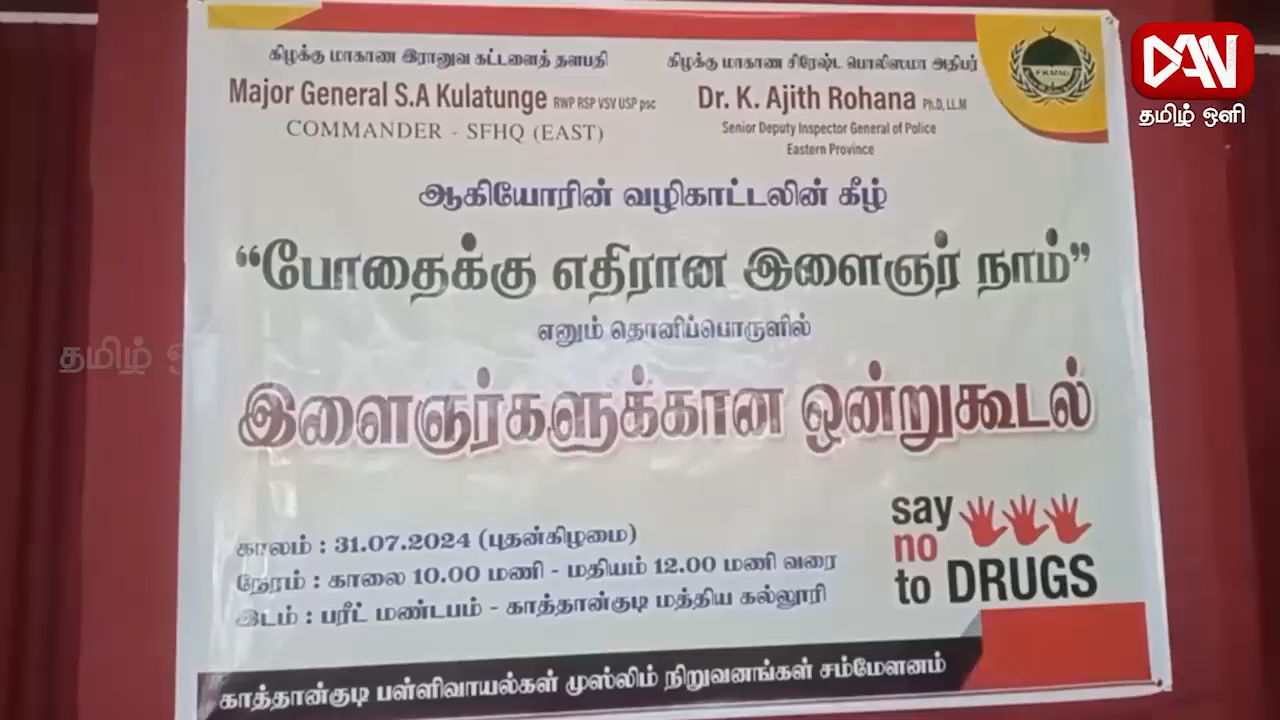 கிழக்கு மாகாண இரானுவ கட்டளைத் தளபதி
Major General S.A Kulatunge RWP RSP VSV USP psc
COMMANDER - SFHQ (EAST)
கிழக்கு மாகாண சிரேஷ்ட பொலிஸமா அதிபர்
Dr. K. Ajith Rohana Ph.D, LL.M
Senior Deputy Inspector General of Police
Eastern Province
FKMMI
DAN
தமிழ் ஒளி
ஆகியோரின் வழிகாட்டலின் கீழ்
“போதைக்கு எதிரான இளைஞர் நாம்”
எனும் தொனிப்பொருளில்
தமிழ் ஒ
இளைஞர்களுக்கான ஒன்றுகூடல்
காலம் : 31.07.2024 (புதன்கிழமை)
நேரம் : காலை 10.00 மணி - மதியம் 12.00 மணி வரை
இடம் : பரீட் மண்டபம் - காத்தான்குடி மத்திய கல்லூரி
say
no
to DRUGS
காத்தான்குடி பள்ளிவாயல்கள் முஸ்லிம் நிறுவனங்கள் சம்மேளனம்